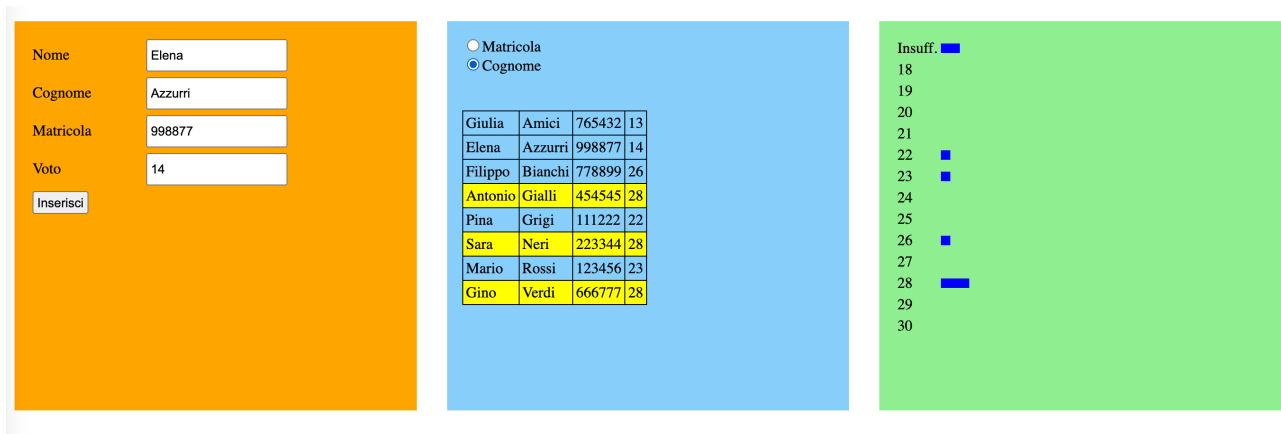 Nome Elena
Cognome Azzurri
Matricola 998877
Voto 14
Inserisci
Matricola
Cognome
Giulia Amici 765432 13
Elena Azzurri 998877 14
Filippo Bianchi 778899 26
Antonio Gialli 454545 28
Pina Grigi 111222 22
Sara Neri 223344 28
Mario Rossi 123456 23
Gino Verdi 666777 28
Insuff.
18
19
20
21
22
23
24
25
26
27
28
29
30